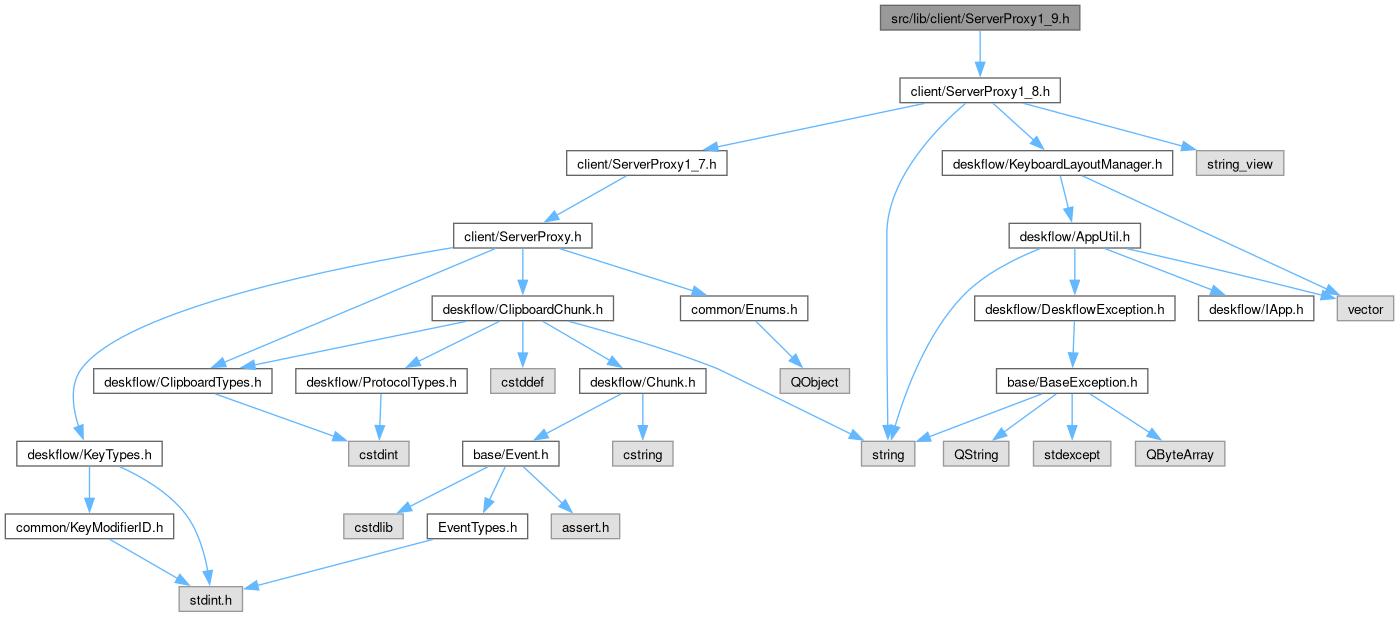 src/lib/client/ServerProxy1_9.h
client/ServerProxy1_8.h
client/ServerProxy1_7.h
deskflow/KeyboardLayoutManager.h
string_view
client/ServerProxy.h
deskflow/AppUtil.h
deskflow/ClipboardChunk.h
common/Enums.h
deskflow/DeskflowException.h
deskflow/IApp.h
vector
deskflow/ClipboardTypes.h
deskflow/ProtocolTypes.h
cstddef
deskflow/Chunk.h
QObject
base/BaseException.h
deskflow/KeyTypes.h
cstdint
base/Event.h
cstring
string
QString
stdexcept
QByteArray
common/KeyModifierID.h
cstdlib
EventTypes.h
assert.h
stdint.h